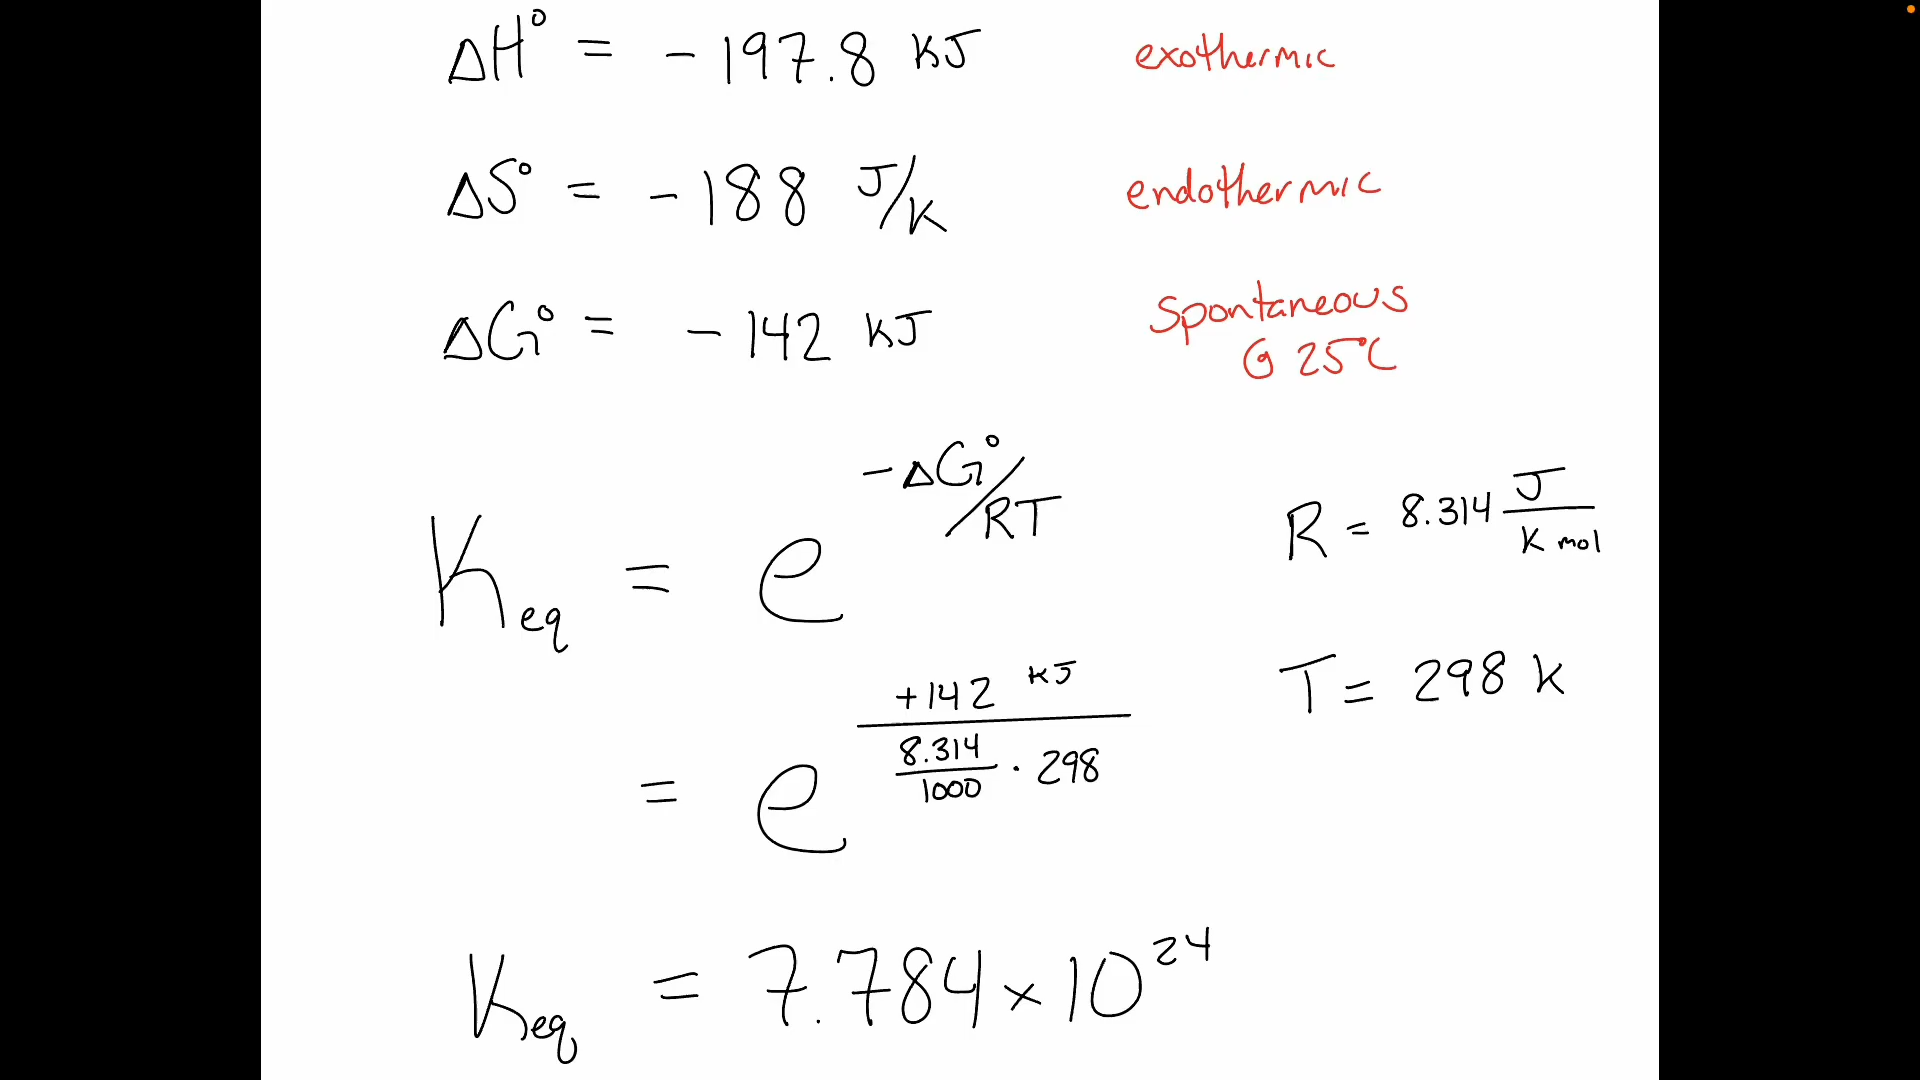 ΔH° = - 197.8 KJ exothermic
ΔS° = - 188 J/K endothermic
ΔG° = - 142 KJ Spontaneous
@ 25°C
Keq = e^(-ΔG°/RT) R = 8.314 J/(K mol)
= e^(+142 KJ / ((8.314/1000) · 298)) T = 298 K
Keq = 7.784 × 10^24